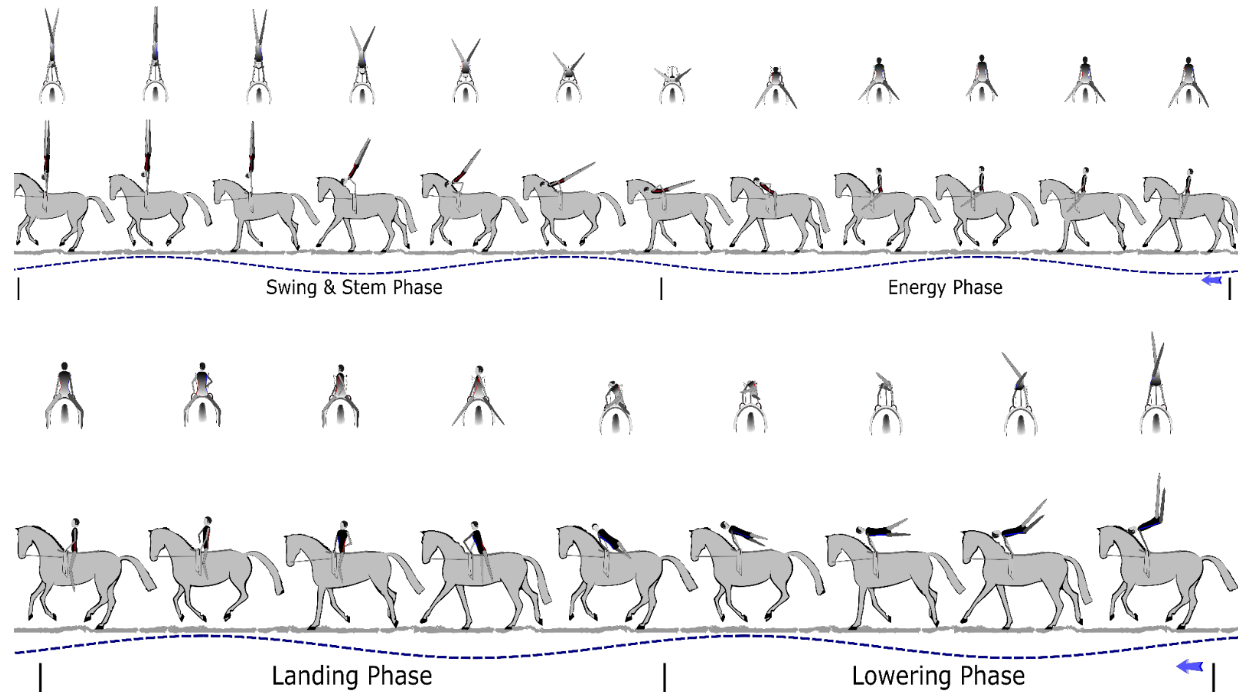 Swing & Stem Phase
Energy Phase
Landing Phase
Lowering Phase